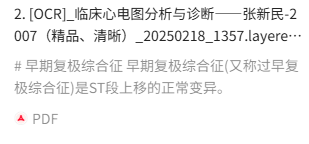 2. [OCR]_临床心电图分析与诊断——张新民-2
007（精品、清晰）_20250218_1357.layere…
# 早期复极综合征 早期复极综合征(又称过早复
极综合征)是ST段上移的正常变异。
PDF